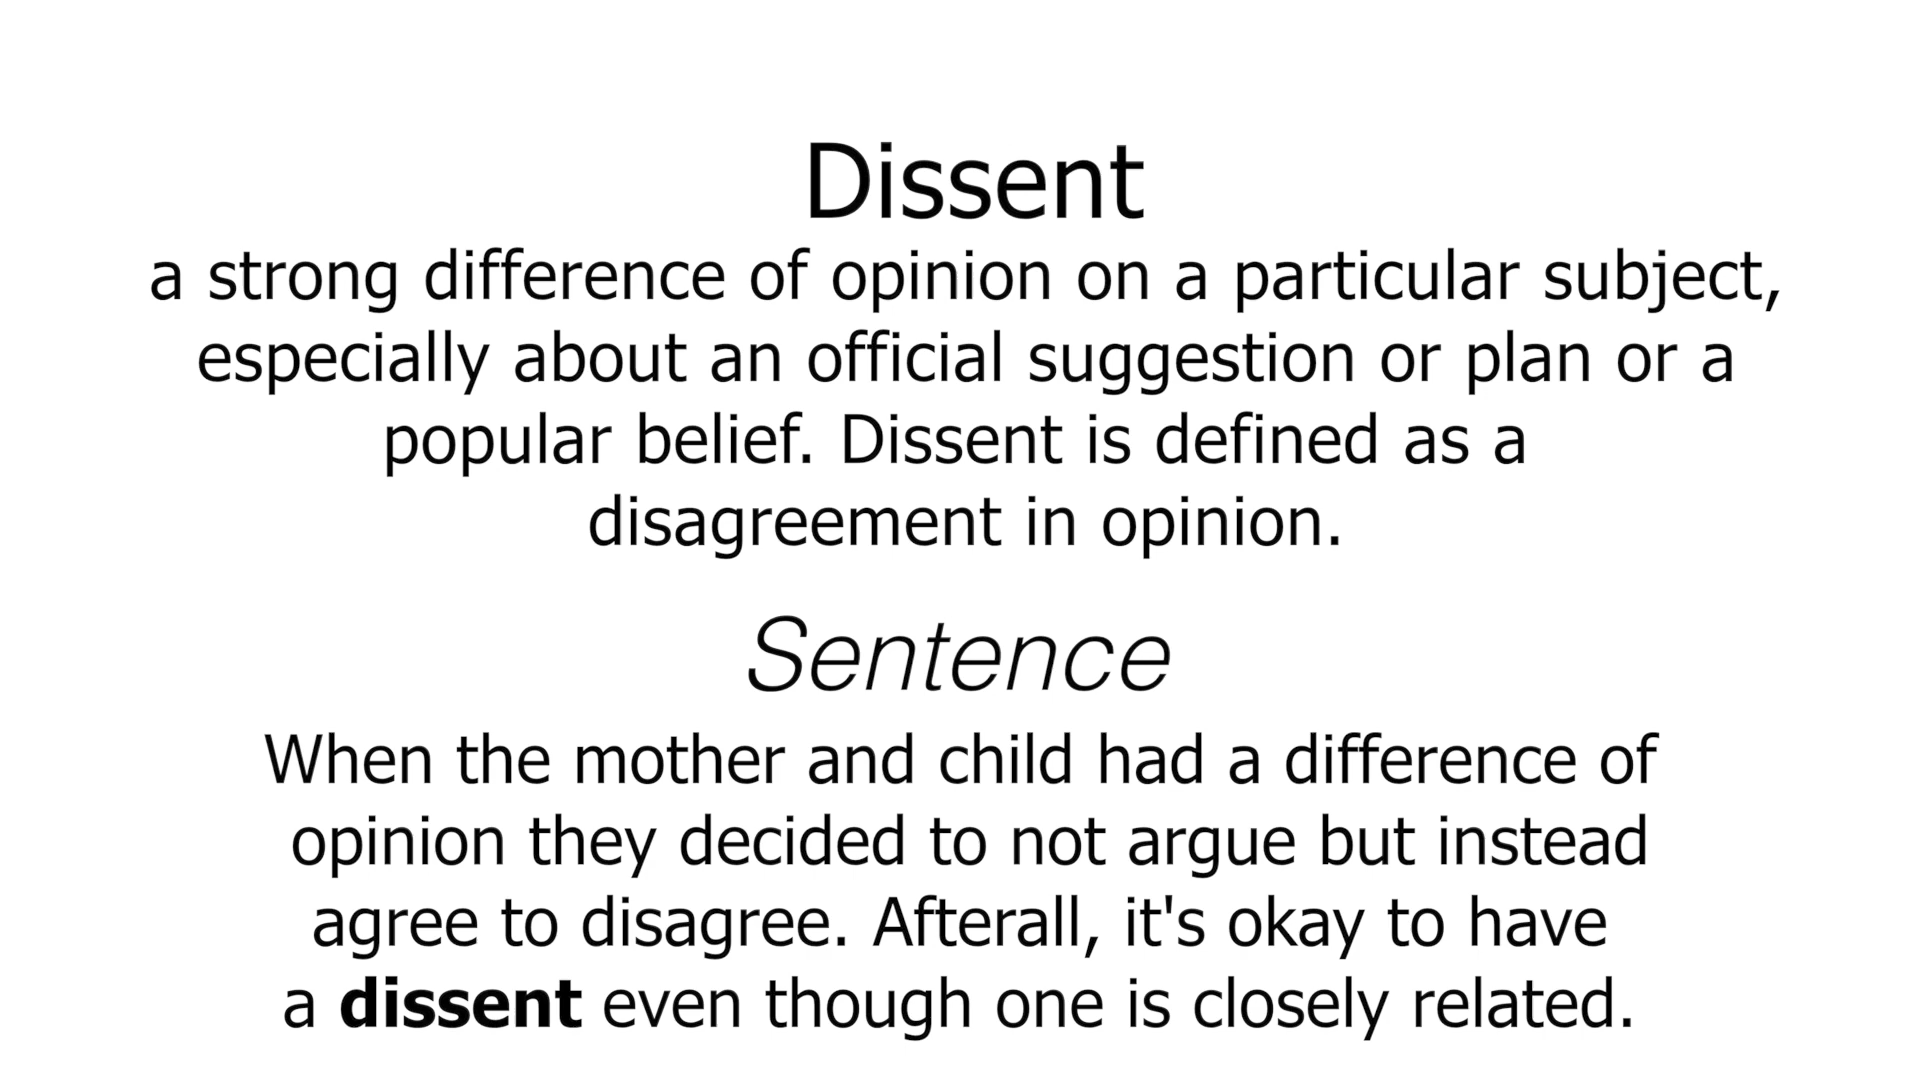 Dissent
a strong difference of opinion on a particular subject,
especially about an official suggestion or plan or a
popular belief. Dissent is defined as a
disagreement in opinion.
Sentence
When the mother and child had a difference of
opinion they decided to not argue but instead
agree to disagree. Afterall, it's okay to have
a dissent even though one is closely related.